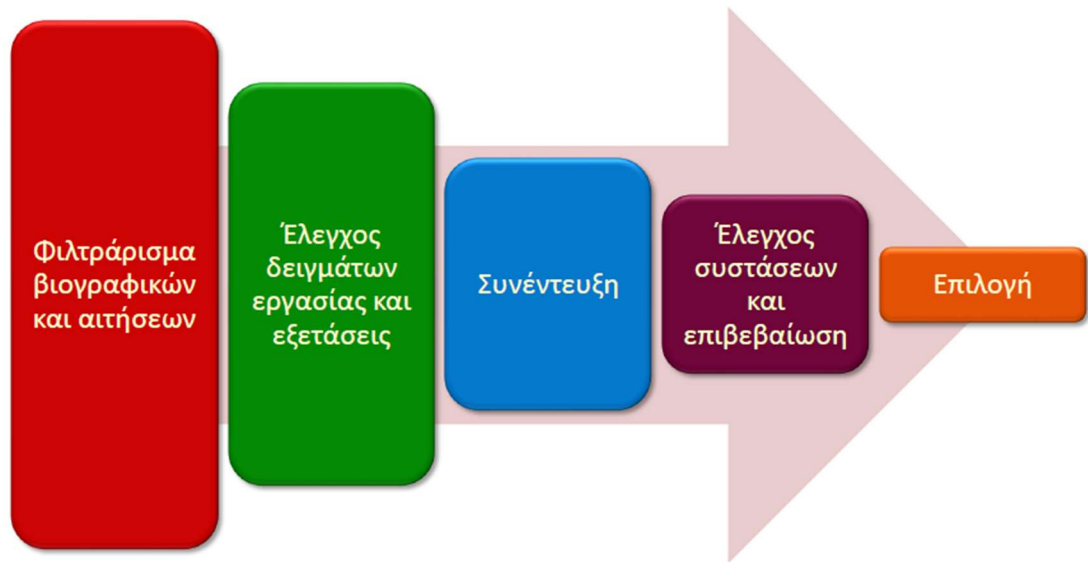 Φιλτράρισμα
βιογραφικών
και αιτήσεων
Έλεγχος
δειγμάτων
εργασίας και
εξετάσεις
Συνέντευξη
Έλεγχος
συστάσεων
και
επιβεβαίωση
Επιλογή